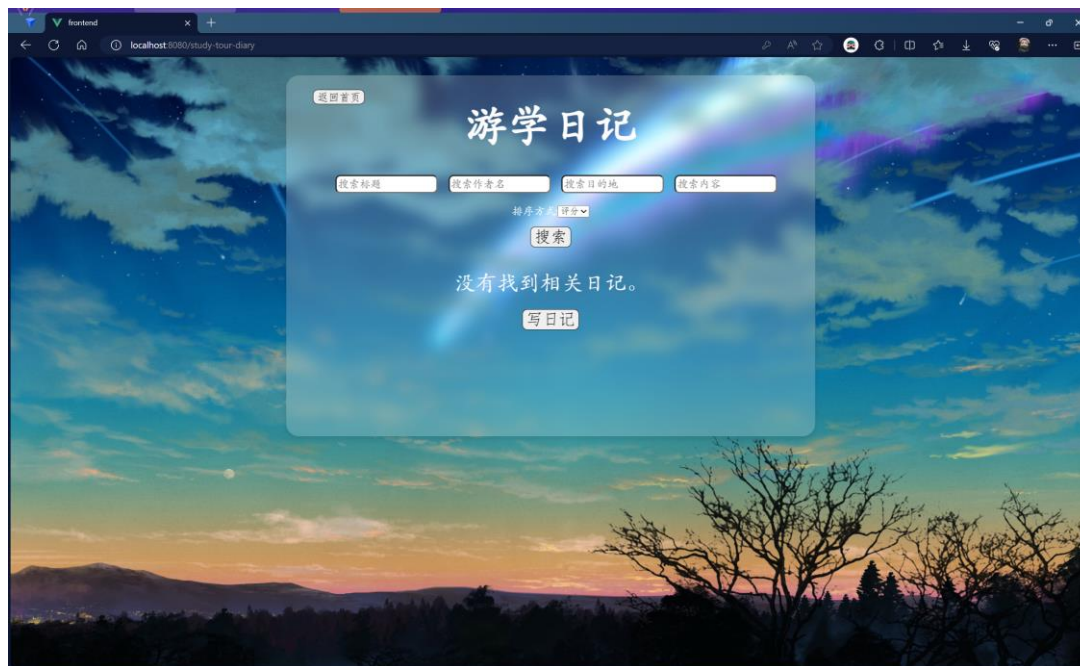 frontend
localhost:8080/study-tour-diary
返回首页
游学日记
搜索标题 搜索作者名 搜索目的地 搜索内容
排序方式 评分
搜索
没有找到相关日记。
写日记